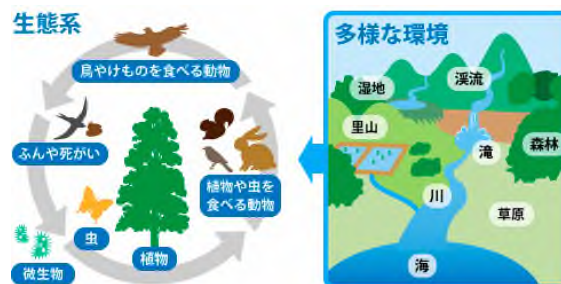 生態系
鳥やけものを食べる動物
ふんや死がい
植物や虫を
食べる動物
虫
植物
微生物
多様な環境
渓流
湿地
里山
滝
森林
川
草原
海